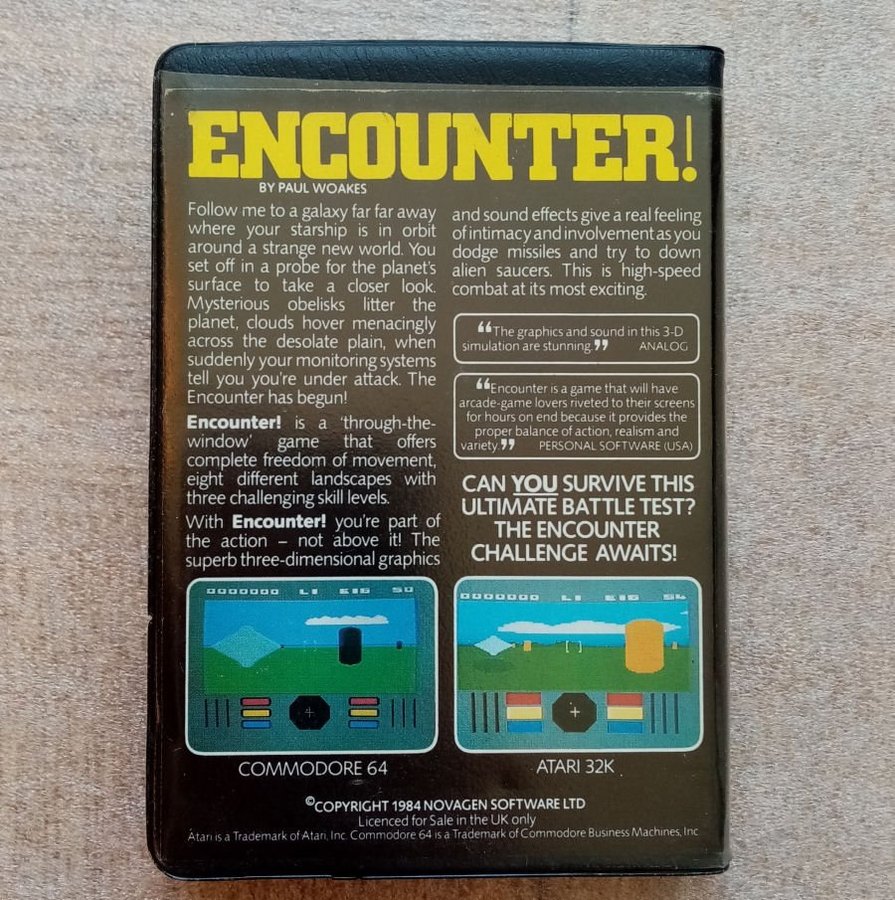 ENCOUNTER!
BY PAUL WOAKES
Follow me to a galaxy far far away
where your starship is in orbit
around a strange new world. You
set off in a probe for the planet's
surface to take a closer look.
Mysterious obelisks litter the
planet, clouds hover menacingly
across the desolate plain, when
suddenly your monitoring systems
tell you you're under attack. The
Encounter has begun!
Encounter! is a 'through-the-
window' game that offers
complete freedom of movement,
eight different landscapes with
three challenging skill levels.
With Encounter! you're part of
the action – not above it! The
superb three-dimensional graphics
and sound effects give a real feeling
of intimacy and involvement as you
dodge missiles and try to down
alien saucers. This is high-speed
combat at its most exciting.
❝The graphics and sound in this 3-D
simulation are stunning.❞ ANALOG
❝Encounter is a game that will have
arcade-game lovers riveted to their screens
for hours on end because it provides the
proper balance of action, realism and
variety.❞ PERSONAL SOFTWARE (USA)
CAN YOU SURVIVE THIS
ULTIMATE BATTLE TEST?
THE ENCOUNTER
CHALLENGE AWAITS!
0000000 L1 E16 S0
0000000 L1 E16 S4
COMMODORE 64
ATARI 32K
©COPYRIGHT 1984 NOVAGEN SOFTWARE LTD
Licenced for Sale in the UK only
Atari is a Trademark of Atari, Inc. Commodore 64 is a Trademark of Commodore Business Machines, Inc